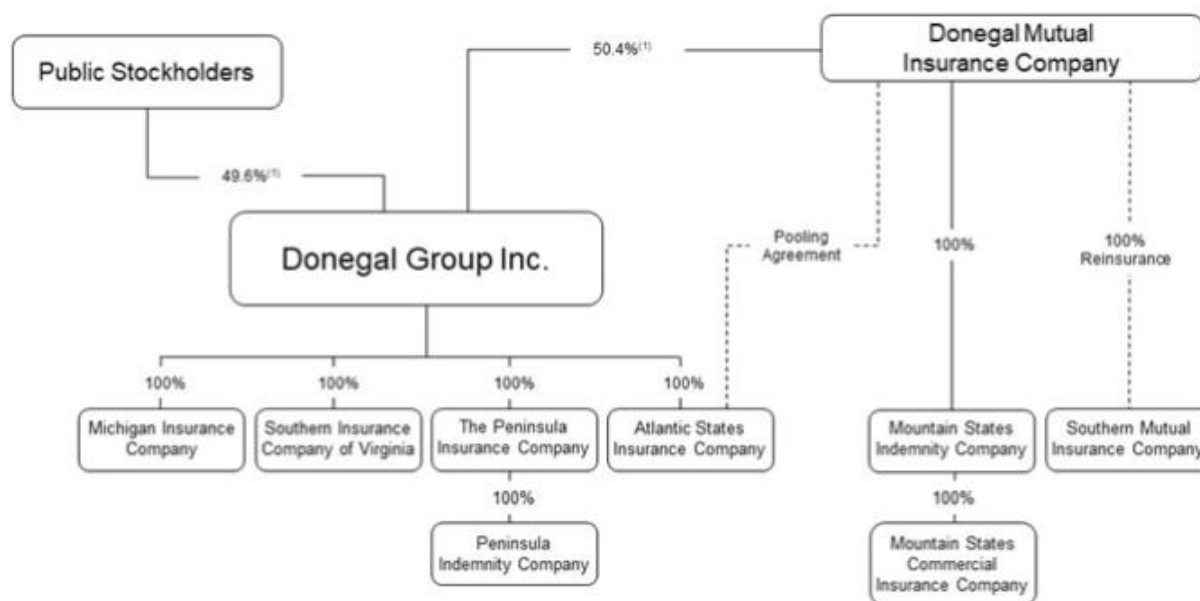 Public Stockholders
50.4%(1)
Donegal Mutual
Insurance Company
49.6%(1)
Donegal Group Inc.
Pooling
Agreement
100%
100%
Reinsurance
100%
100%
100%
100%
Michigan Insurance
Company
Southern Insurance
Company of Virginia
The Peninsula
Insurance Company
Atlantic States
Insurance Company
Mountain States
Indemnity Company
Southern Mutual
Insurance Company
100%
100%
Peninsula
Indemnity Company
Mountain States
Commercial
Insurance Company